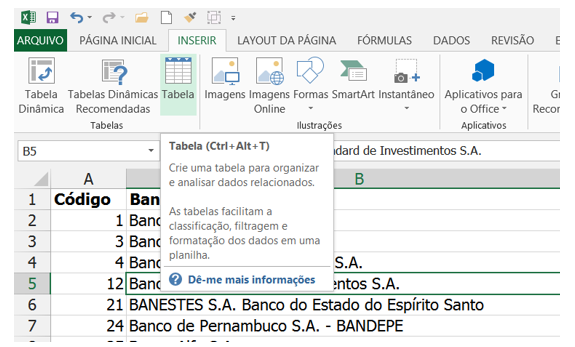 ARQUIVO PÁGINA INICIAL INSERIR LAYOUT DA PÁGINA FÓRMULAS DADOS REVISÃO
Tabela Dinâmica
Tabelas Dinâmicas Recomendadas
Tabela
Imagens
Imagens Online
Formas
SmartArt
Instantâneo
Aplicativos para o Office
Tabelas
Ilustrações
Aplicativos
B5
dard de Investimentos S.A.
Tabela (Ctrl+Alt+T)
Crie uma tabela para organizar
e analisar dados relacionados.
As tabelas facilitam a
classificação, filtragem e
formatação dos dados em uma
planilha.
Dê-me mais informações
A B
1 Código Ban
2 1 Banc
3 3 Banc
4 4 Banc S.A.
5 12 Banc entos S.A.
6 21 BANESTES S.A. Banco do Estado do Espírito Santo
7 24 Banco de Pernambuco S.A. - BANDEPE